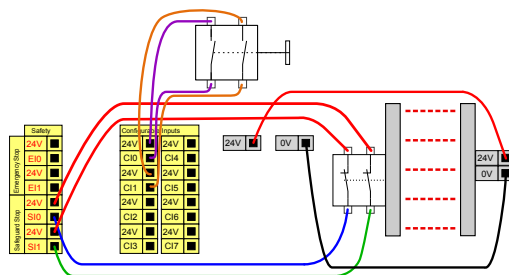 Safety
Emergency Stop
24V
EI0
24V
EI1
Safeguard Stop
24V
SI0
24V
SI1
Configurable Inputs
24V 24V
CI0 CI4
24V 24V
CI1 CI5
24V 24V
CI2 CI6
24V 24V
CI3 CI7
24V
0V
24V
0V